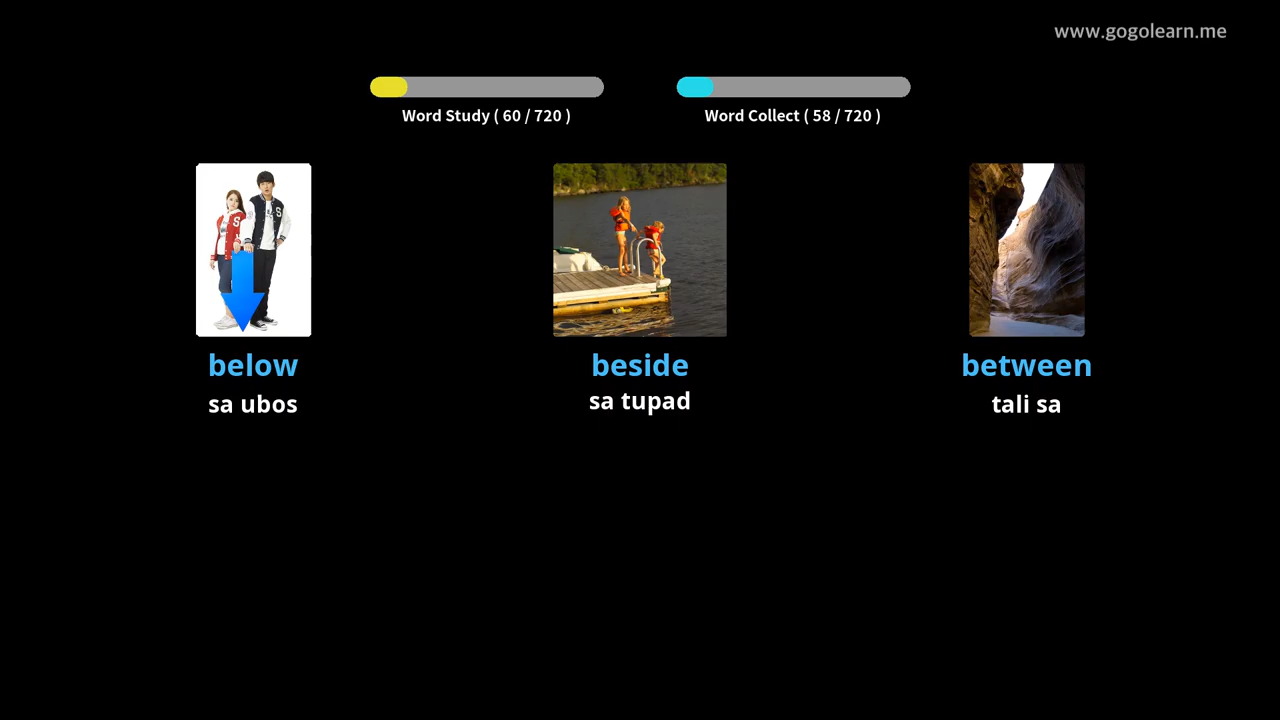 www.gogolearn.me
Word Study ( 60 / 720 )
Word Collect ( 58 / 720 )
below
beside
between
sa ubos
sa tupad
tali sa